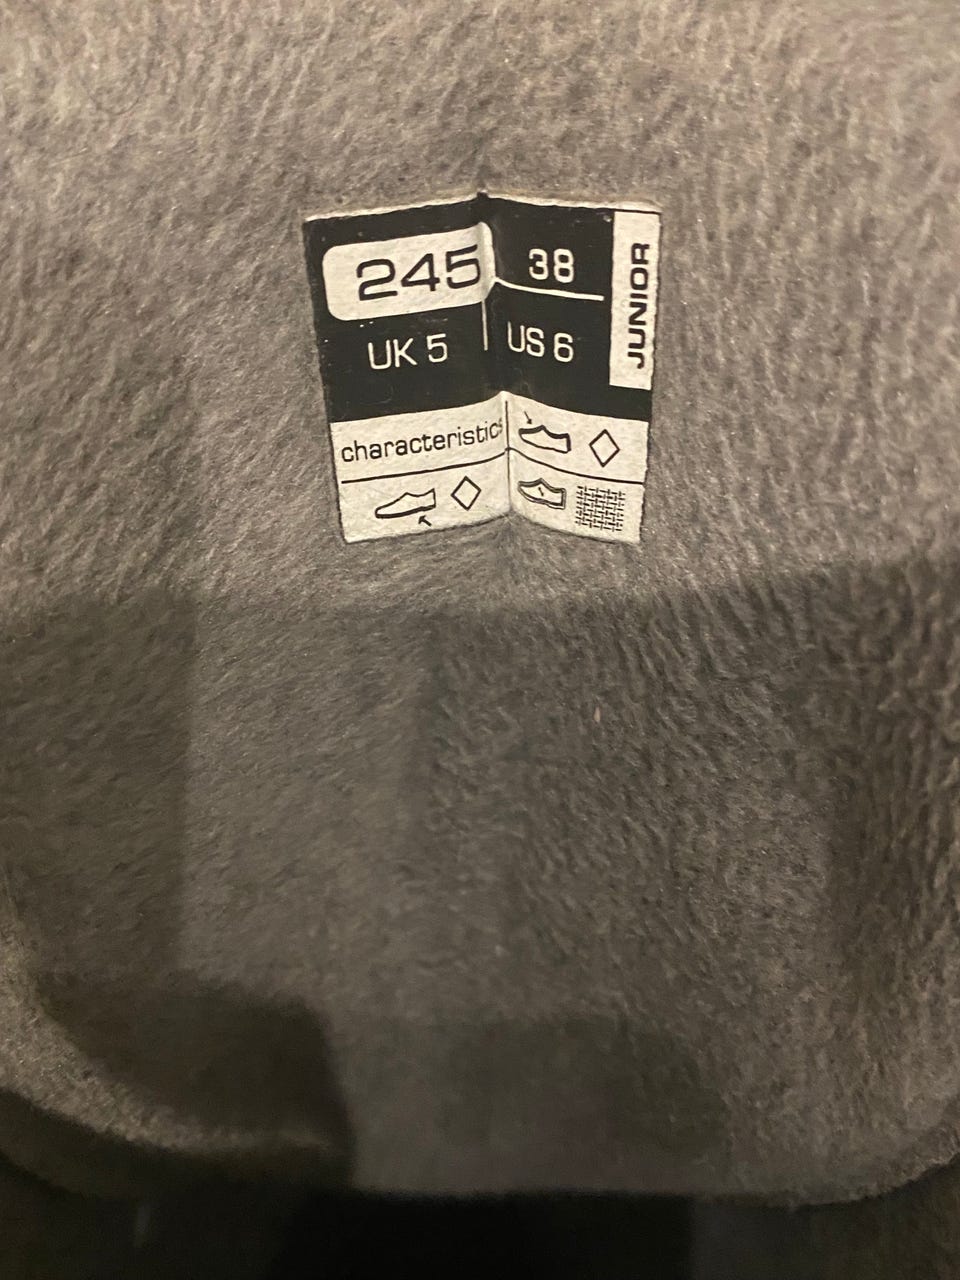 245 38
UK 5 US 6
JUNIOR
characteristics